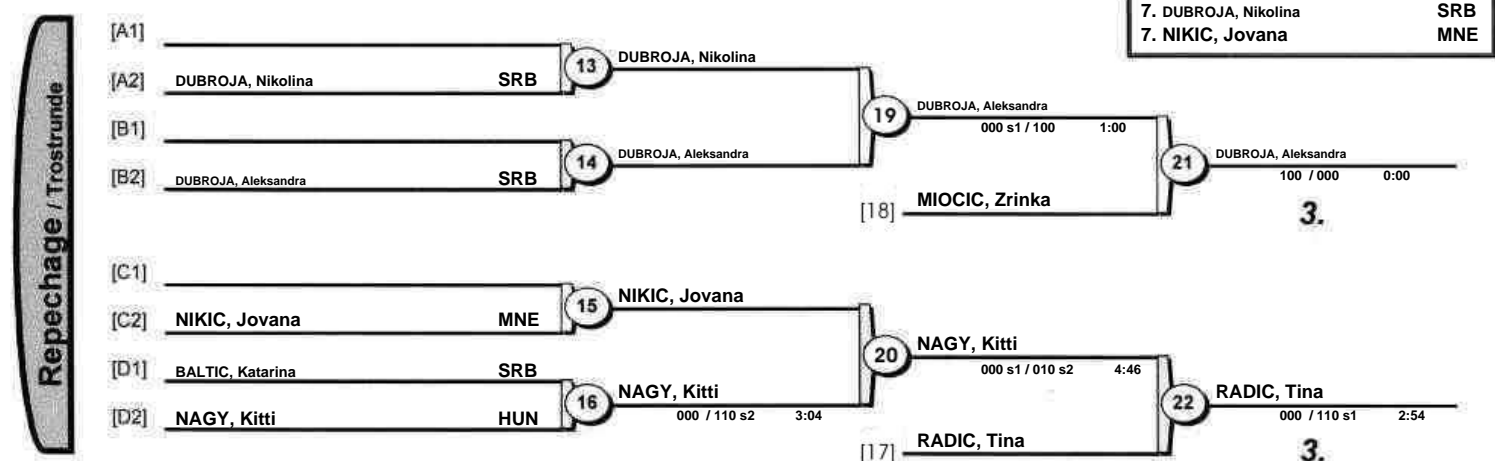 7. DUBROJA, Nikolina SRB
7. NIKIC, Jovana MNE
Repechage / Trostrunde
[A1]
[A2] DUBROJA, Nikolina SRB
13 DUBROJA, Nikolina
[B1]
[B2] DUBROJA, Aleksandra SRB
14 DUBROJA, Aleksandra
19 DUBROJA, Aleksandra
000 s1 / 100 1:00
[18] MIOCIC, Zrinka
21 DUBROJA, Aleksandra
100 / 000 0:00
3.
[C1]
[C2] NIKIC, Jovana MNE
15 NIKIC, Jovana
[D1] BALTIC, Katarina SRB
[D2] NAGY, Kitti HUN
16 NAGY, Kitti
000 / 110 s2 3:04
20 NAGY, Kitti
000 s1 / 010 s2 4:46
[17] RADIC, Tina
22 RADIC, Tina
000 / 110 s1 2:54
3.